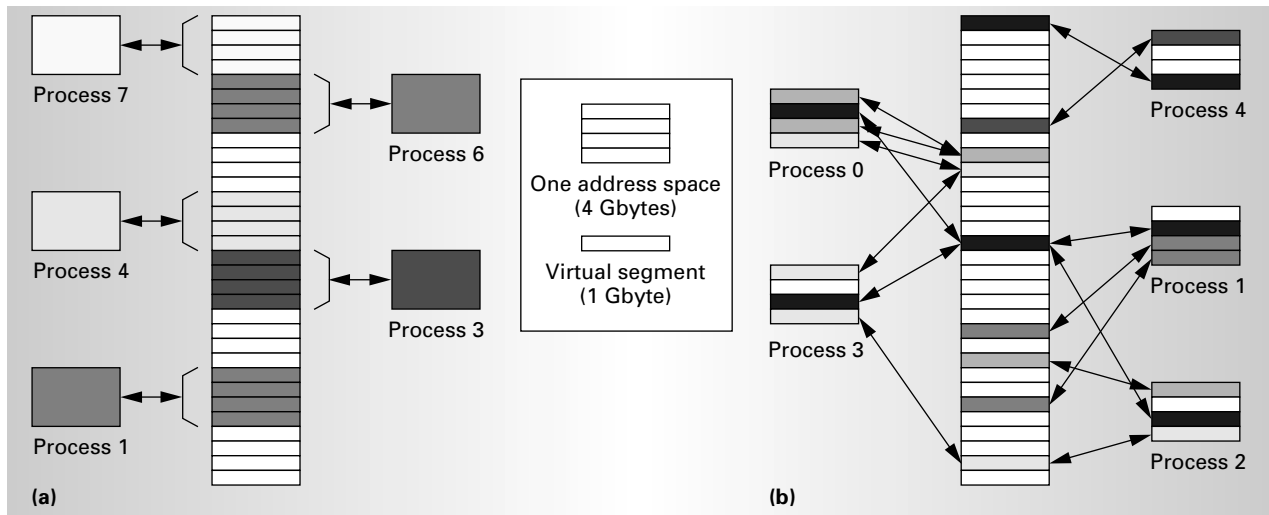 Process 7
Process 6
Process 4
Process 3
Process 1
(a)
One address space
(4 Gbytes)
Virtual segment
(1 Gbyte)
Process 4
Process 0
Process 1
Process 3
Process 2
(b)